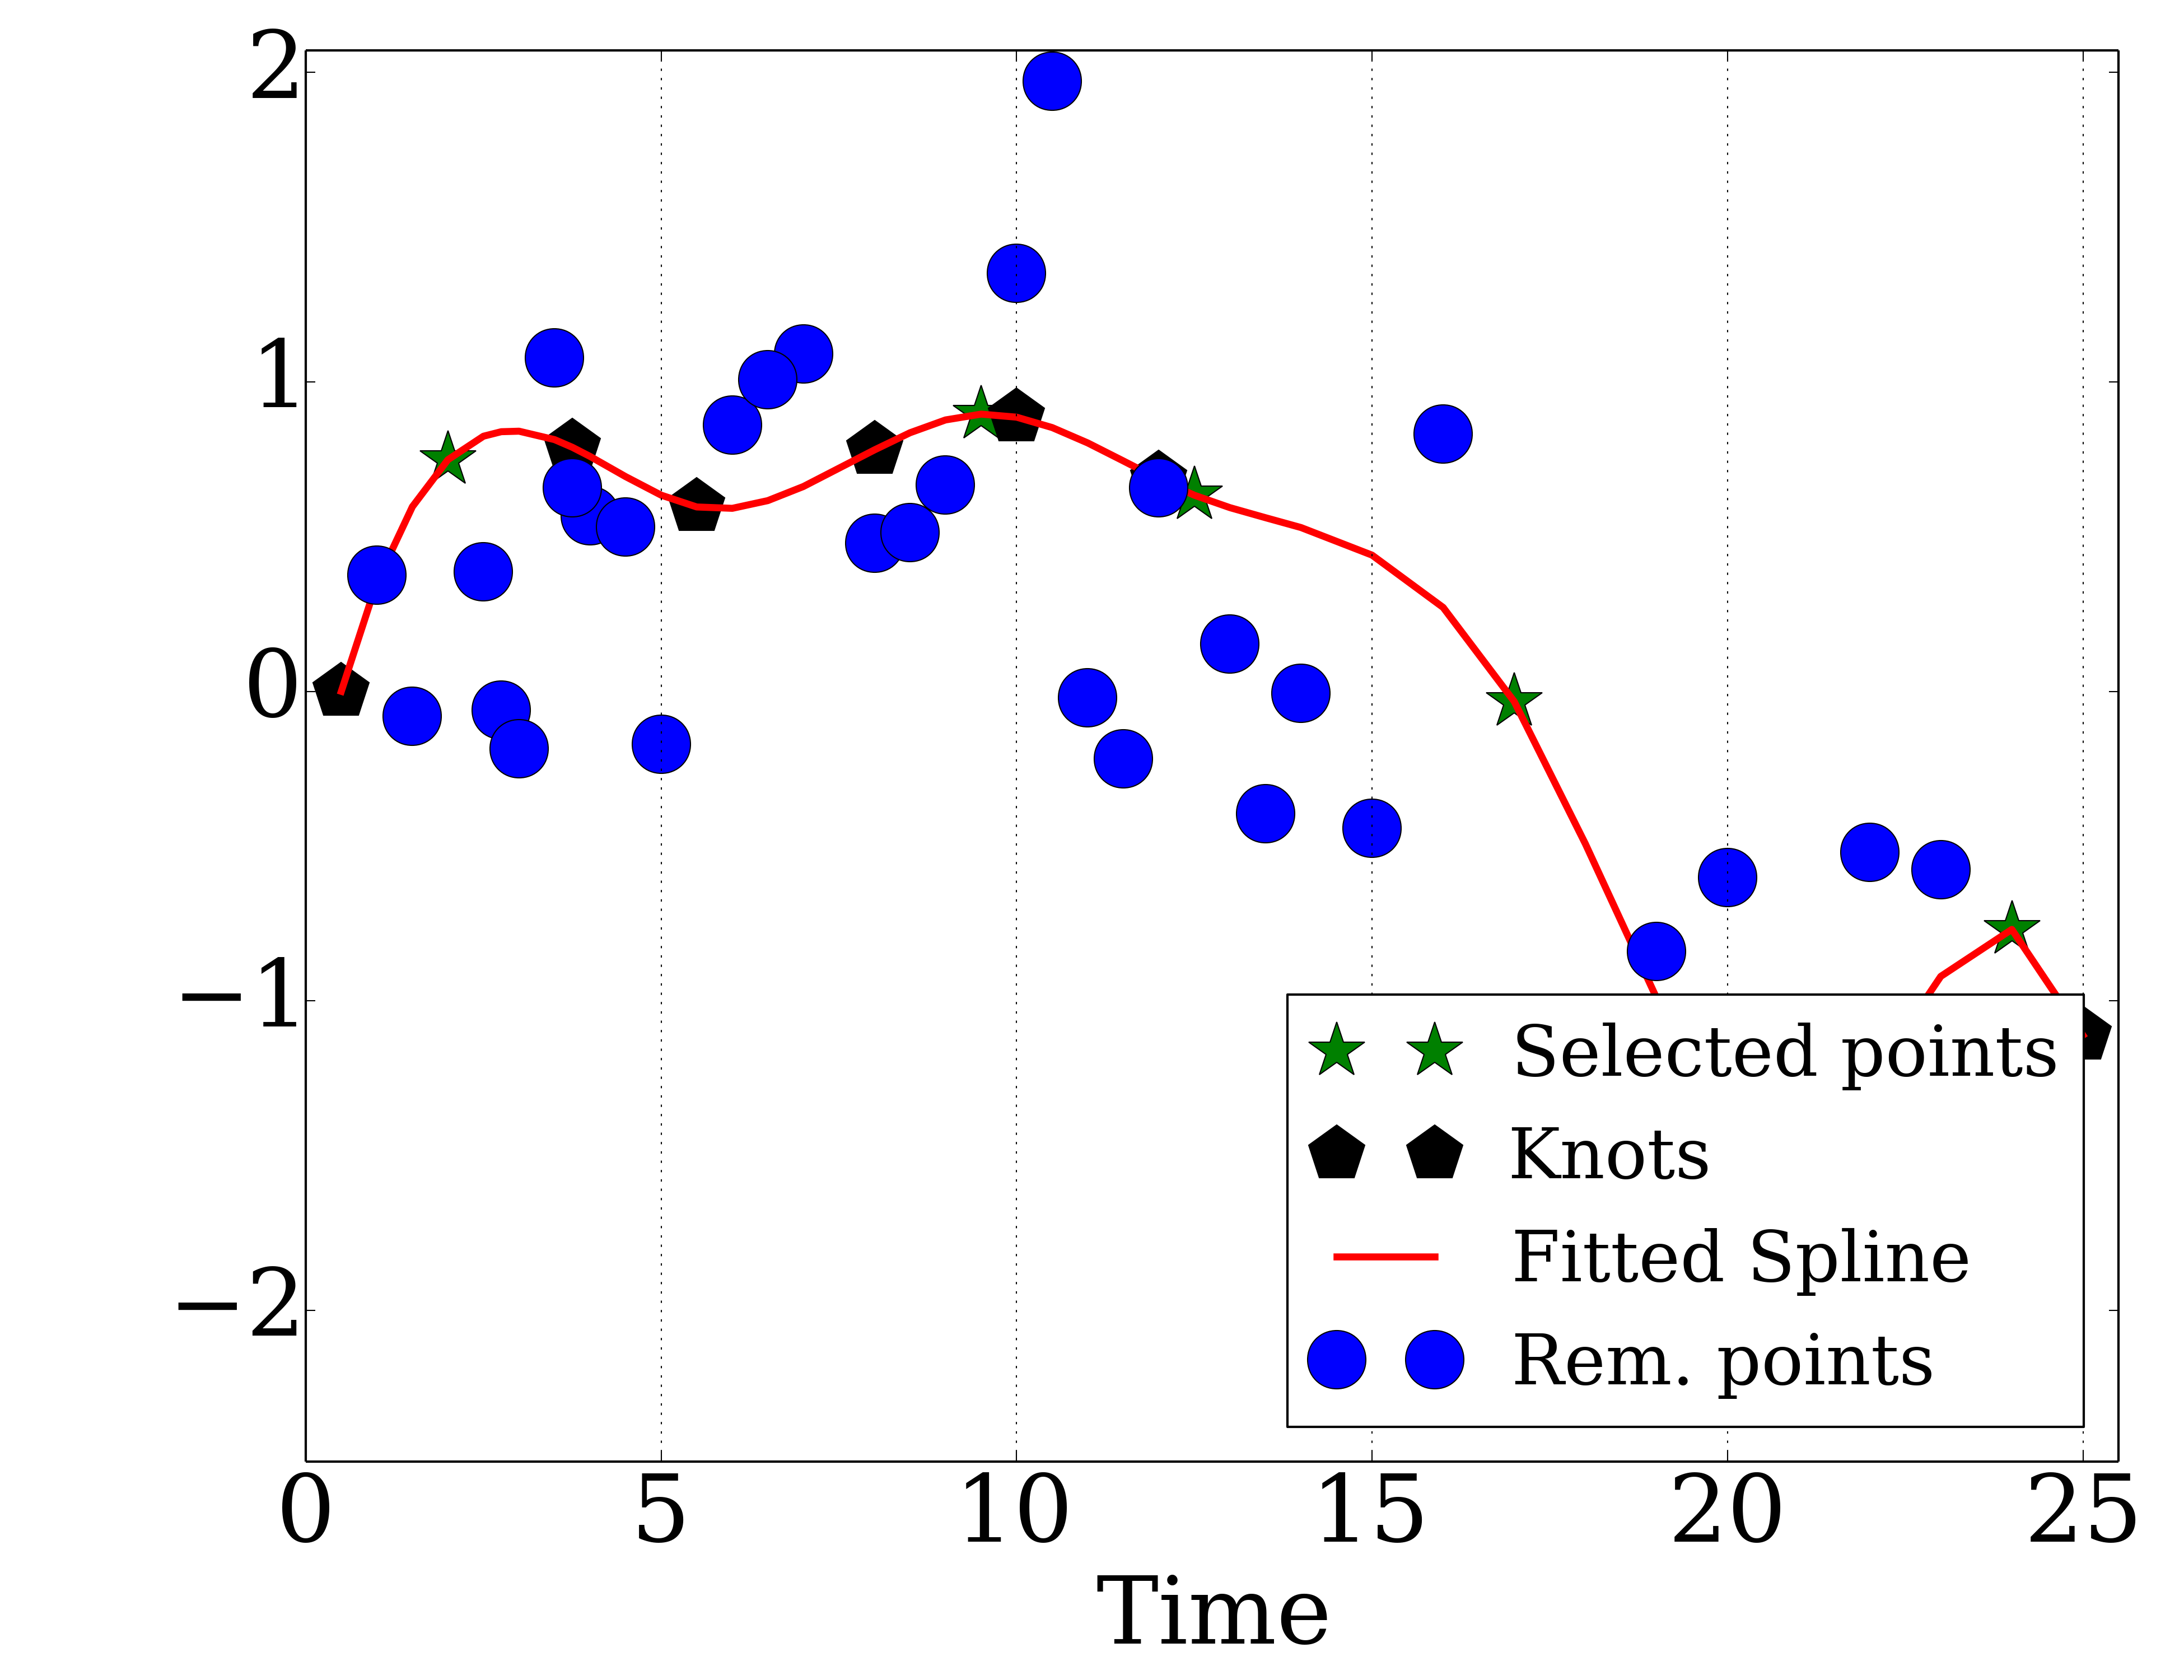 2
1
0
−1
−2
Selected points
Knots
Fitted Spline
Rem. points
0 5 10 15 20 25
Time